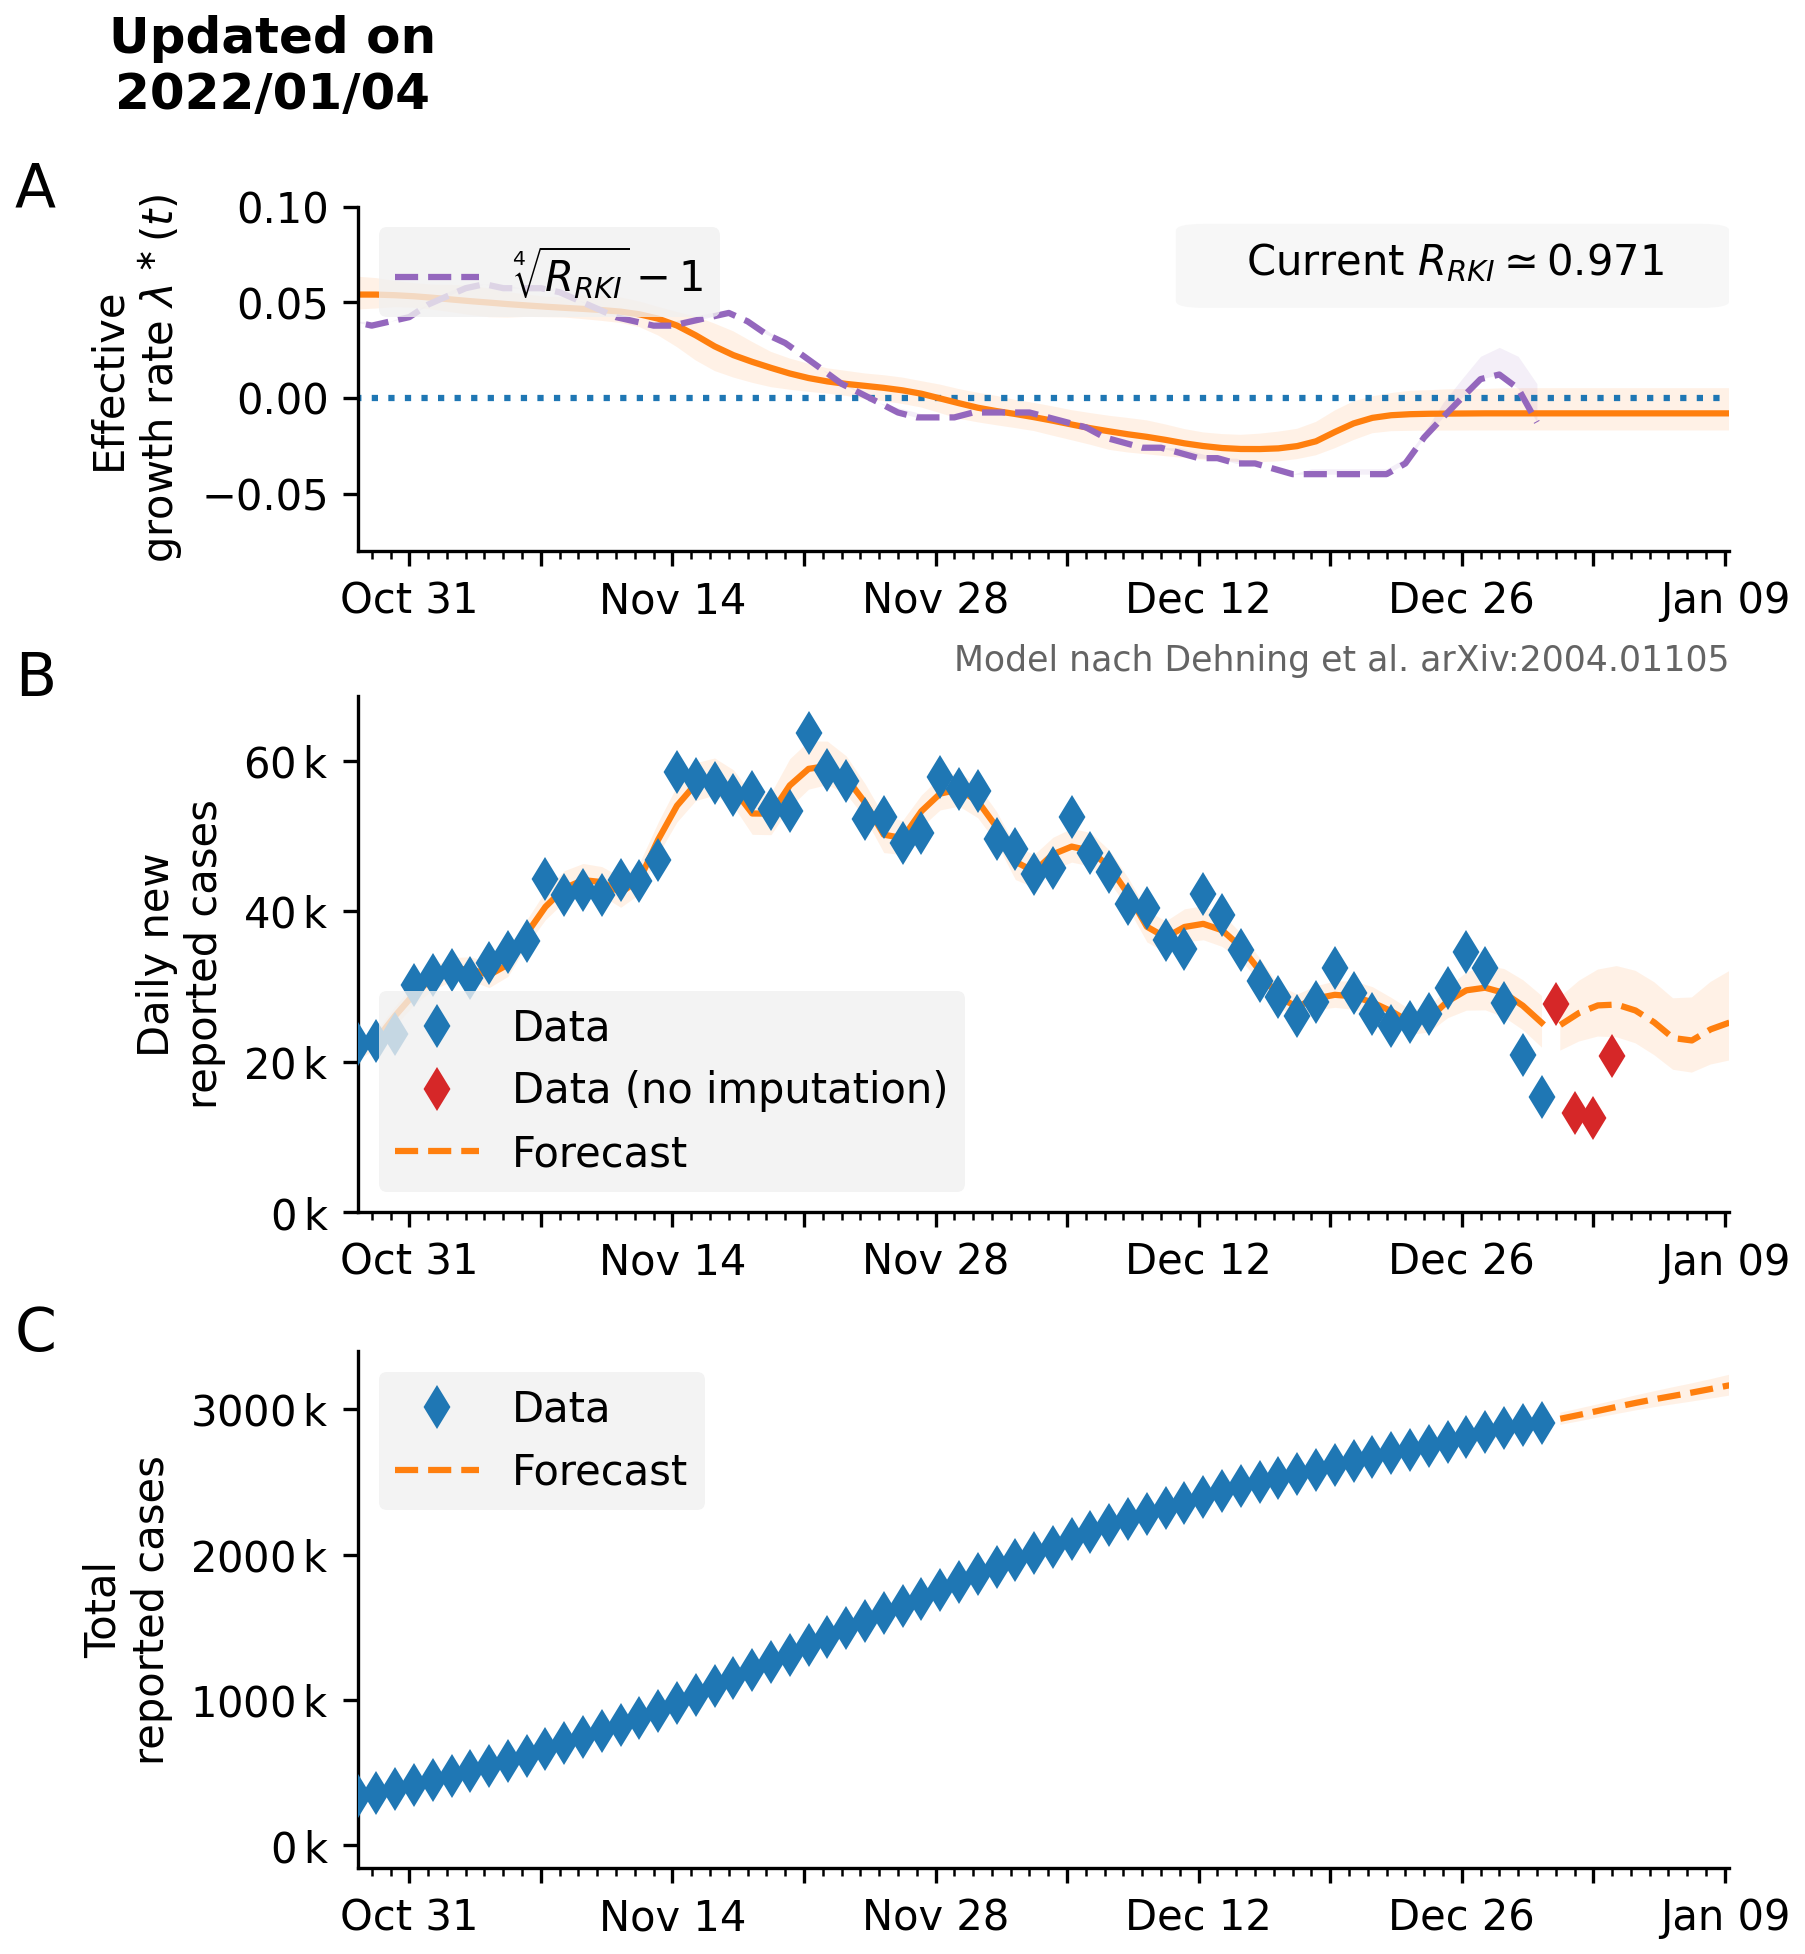 Updated on
2022/01/04
A
Effective
growth rate λ * (t)
0.10
0.05
0.00
−0.05
∜R_RKI − 1
Current R_RKI ≃ 0.971
Oct 31 Nov 14 Nov 28 Dec 12 Dec 26 Jan 09
Model nach Dehning et al. arXiv:2004.01105
B
Daily new
reported cases
60 k
40 k
20 k
0 k
Data
Data (no imputation)
Forecast
Oct 31 Nov 14 Nov 28 Dec 12 Dec 26 Jan 09
C
Total
reported cases
3000 k
2000 k
1000 k
0 k
Data
Forecast
Oct 31 Nov 14 Nov 28 Dec 12 Dec 26 Jan 09